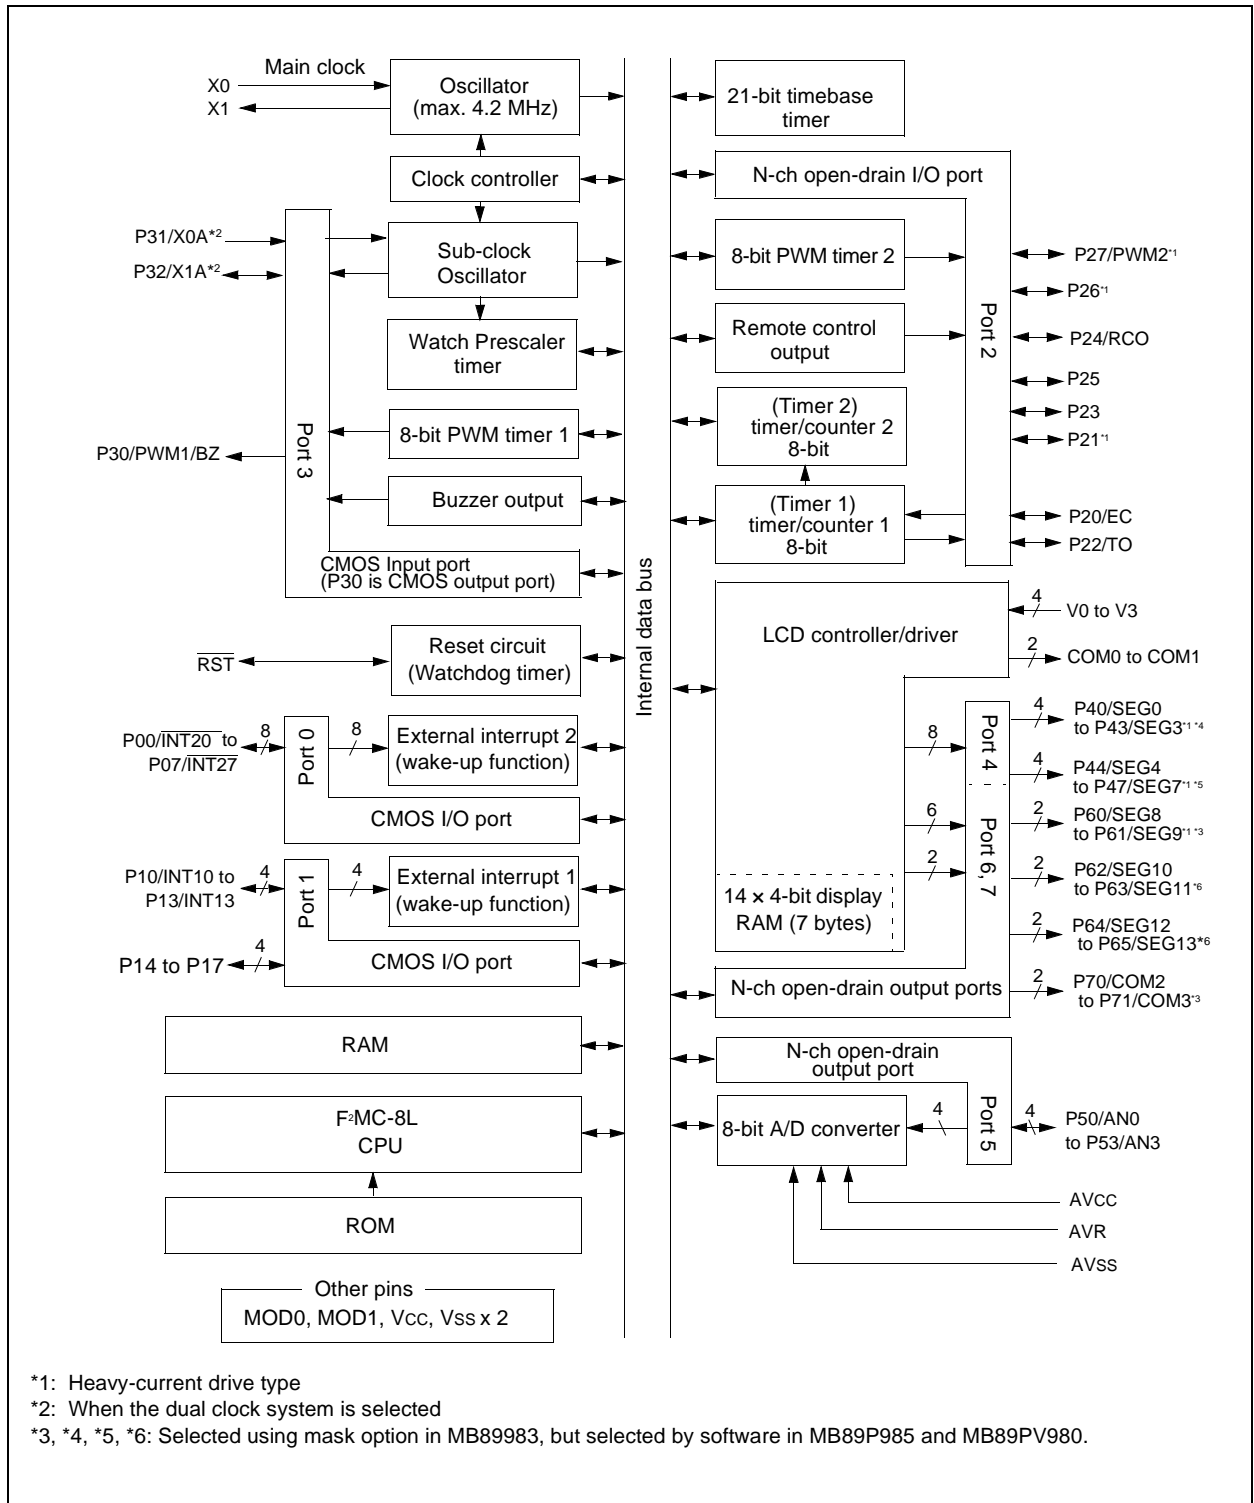 Main clock
X0
X1
Oscillator
(max. 4.2 MHz)
Clock controller
P31/X0A*2
P32/X1A*2
Sub-clock
Oscillator
Watch Prescaler
timer
8-bit PWM timer 1
P30/PWM1/BZ
Port 3
Buzzer output
CMOS Input port
(P30 is CMOS output port)
RST
Reset circuit
(Watchdog timer)
P00/INT20 to
P07/INT27
8
Port 0
8
External interrupt 2
(wake-up function)
CMOS I/O port
P10/INT10 to
P13/INT13
4
Port 1
4
External interrupt 1
(wake-up function)
P14 to P17
4
CMOS I/O port
RAM
F2MC-8L
CPU
ROM
Other pins
MOD0, MOD1, VCC, VSS x 2
Internal data bus
21-bit timebase
timer
N-ch open-drain I/O port
8-bit PWM timer 2
Remote control
output
(Timer 2)
timer/counter 2
8-bit
(Timer 1)
timer/counter 1
8-bit
Port 2
P27/PWM2*1
P26*1
P24/RCO
P25
P23
P21*1
P20/EC
P22/TO
LCD controller/driver
4
V0 to V3
2
COM0 to COM1
8
Port 4
4
P40/SEG0
to P43/SEG3*1 *4
4
P44/SEG4
to P47/SEG7*1 *5
6
Port 6, 7
2
P60/SEG8
to P61/SEG9*1 *3
2
2
P62/SEG10
to P63/SEG11*6
14 × 4-bit display
RAM (7 bytes)
2
P64/SEG12
to P65/SEG13*6
N-ch open-drain output ports
2
P70/COM2
to P71/COM3*3
N-ch open-drain
output port
8-bit A/D converter
4
Port 5
4
P50/AN0
to P53/AN3
AVCC
AVR
AVSS
*1: Heavy-current drive type
*2: When the dual clock system is selected
*3, *4, *5, *6: Selected using mask option in MB89983, but selected by software in MB89P985 and MB89PV980.